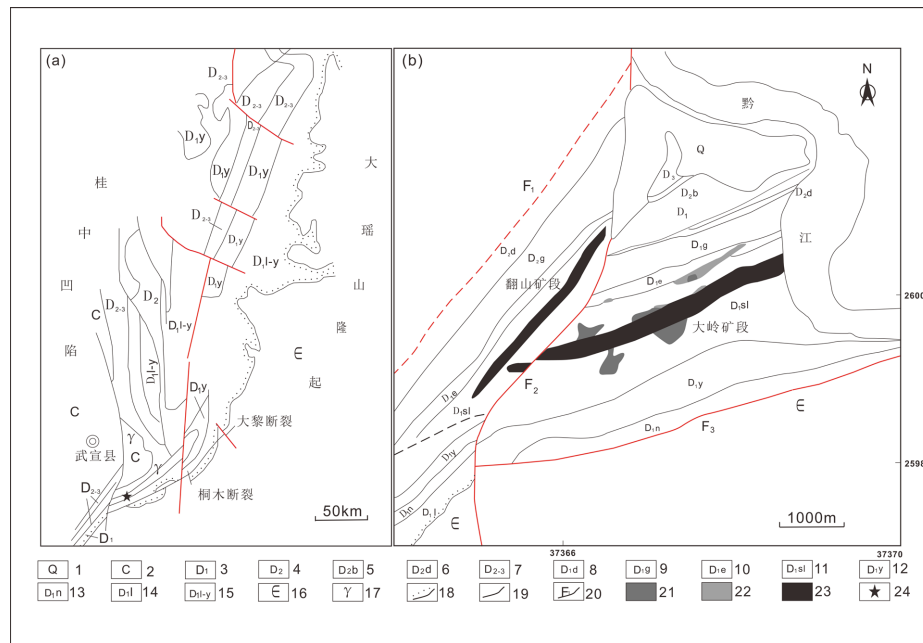 (a)
D₂₋₃
D₂₋₃
D₂₋₃
D₂₋₃
D₁y
D₁y
D₁y
大
瑶
山
隆
起
桂
中
凹
陷
D₂₋₃
D₁y
D₁l-y
D₁y
D₂₋₃
D₂
C
D₁l-y
D₁l-y
∈
D₁y
大黎断裂
C
γ
C
γ
武宣县
桐木断裂
D₂₋₃
D₁
50km
(b)
N
黔
江
Q
F₁
D₃
D₂b
D₂d
D₁
D₁d
D₂g
D₁g
翻山矿段
D₁e
D₁sl
大岭矿段
2600
F₂
D₁e
D₁y
D₁sl
∈
F₃
D₁n
D₁y
2598
D₁n
D₁l
∈
1000m
37366
37370
Q 1 C 2 D₁ 3 D₂ 4 D₂b 5 D₂d 6 D₂₋₃ 7 D₁d 8 D₁g 9 D₁e 10 D₁sl 11 D₁y 12
D₁n 13 D₁l 14 D₁l-y 15 ∈ 16 γ 17 18 19 F 20 21 22 23 24